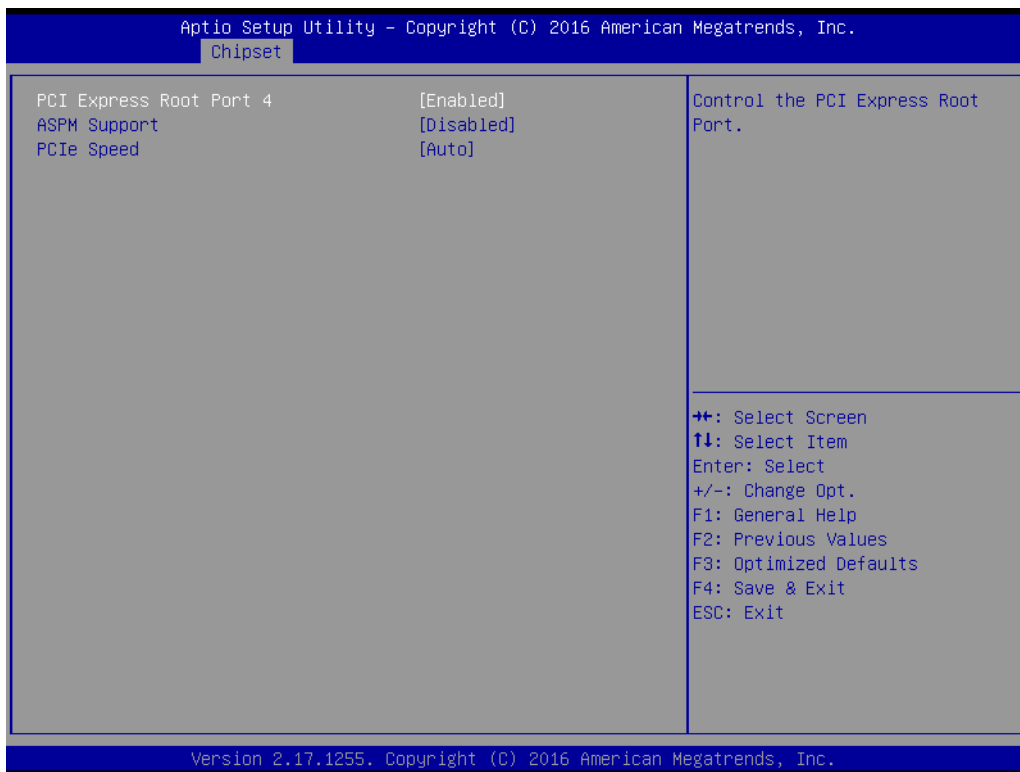 Aptio Setup Utility – Copyright (C) 2016 American Megatrends, Inc.
Chipset
PCI Express Root Port 4 [Enabled]
ASPM Support [Disabled]
PCIe Speed [Auto]
Control the PCI Express Root
Port.
→←: Select Screen
↑↓: Select Item
Enter: Select
+/-: Change Opt.
F1: General Help
F2: Previous Values
F3: Optimized Defaults
F4: Save & Exit
ESC: Exit
Version 2.17.1255. Copyright (C) 2016 American Megatrends, Inc.